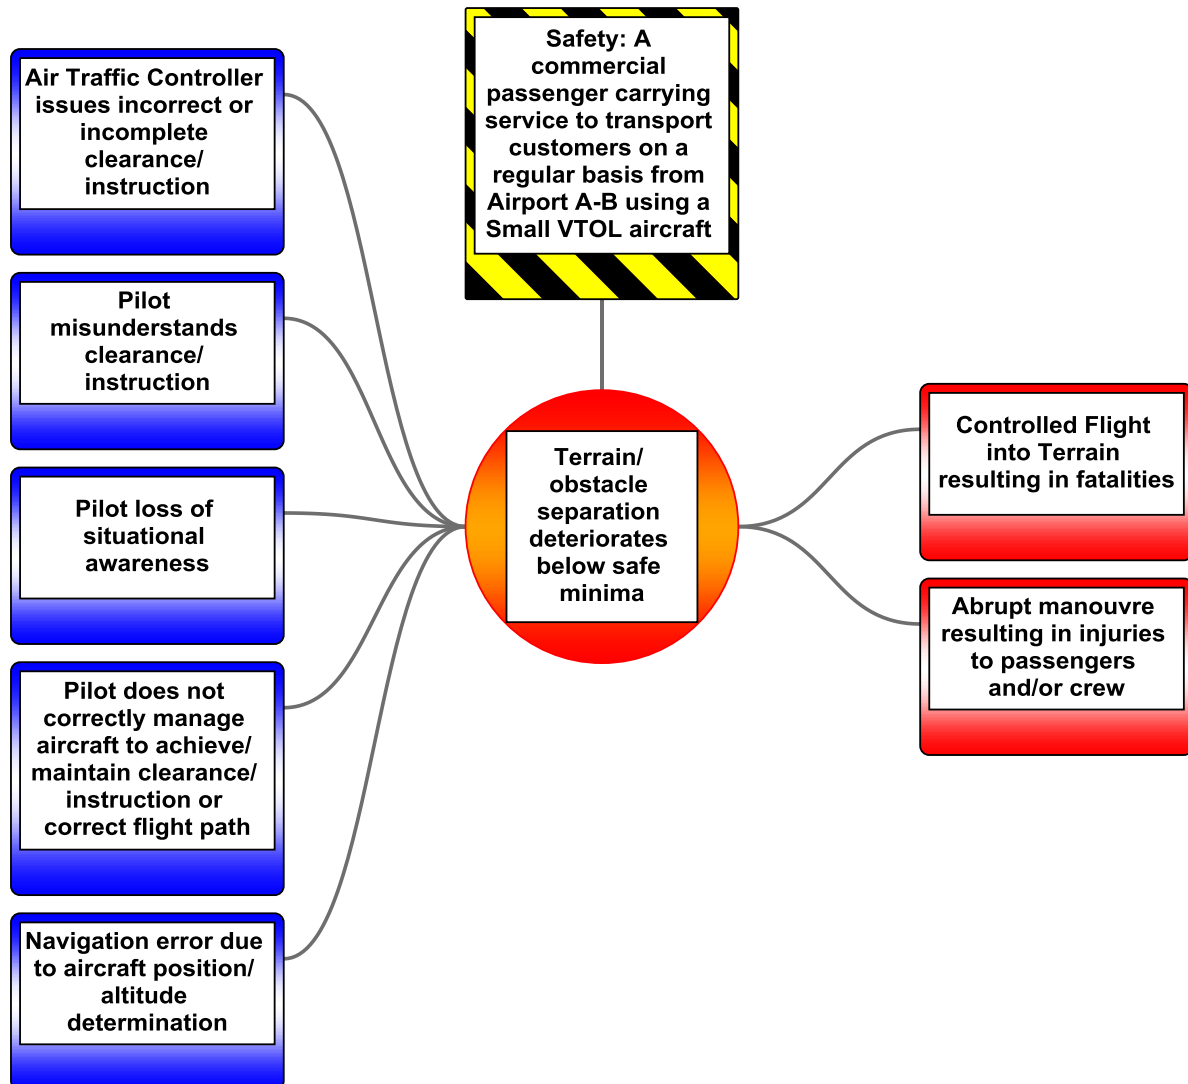 Safety: A
commercial
passenger carrying
service to transport
customers on a
regular basis from
Airport A-B using a
Small VTOL aircraft
Air Traffic Controller
issues incorrect or
incomplete
clearance/
instruction
Pilot
misunderstands
clearance/
instruction
Pilot loss of
situational
awareness
Pilot does not
correctly manage
aircraft to achieve/
maintain clearance/
instruction or
correct flight path
Navigation error due
to aircraft position/
altitude
determination
Terrain/
obstacle
separation
deteriorates
below safe
minima
Controlled Flight
into Terrain
resulting in fatalities
Abrupt manouvre
resulting in injuries
to passengers
and/or crew